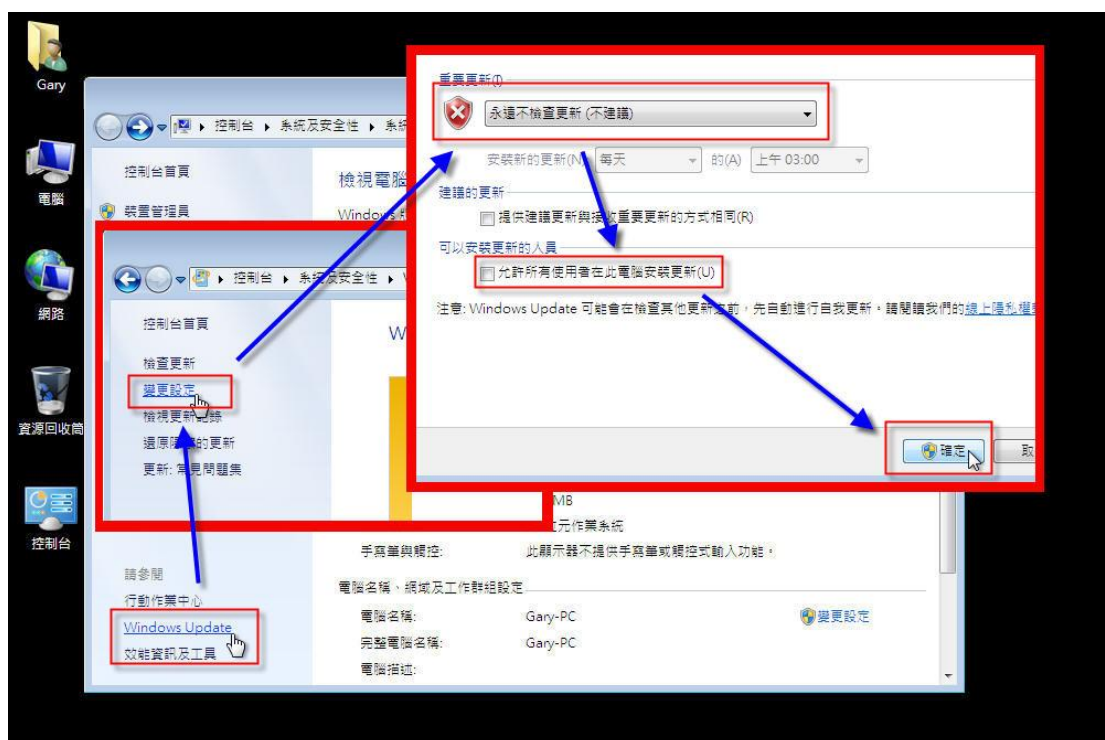 Gary
電腦
網路
資源回收筒
控制台
控制台 ▸ 系統及安全性 ▸ 系統
控制台首頁
裝置管理員
檢視電腦
Windows 版
控制台 ▸ 系統及安全性 ▸ W
控制台首頁
檢查更新
變更設定
檢視更新記錄
還原隱藏的更新
更新: 常見問題集
W
重要更新(I)
永遠不檢查更新 (不建議)
安裝新的更新(N) 每天 的(A) 上午 03:00
建議的更新
提供建議更新與接收重要更新的方式相同(R)
可以安裝更新的人員
允許所有使用者在此電腦安裝更新(U)
注意: Windows Update 可能會在檢查其他更新之前,先自動進行自我更新。請閱讀我們的線上隱私權
確定 取
MB
位元作業系統
手寫筆與觸控: 此顯示器不提供手寫筆或觸控式輸入功能。
請參閱
行動作業中心
Windows Update
效能資訊及工具
電腦名稱、網域及工作群組設定
電腦名稱: Gary-PC 變更設定
完整電腦名稱: Gary-PC
電腦描述: